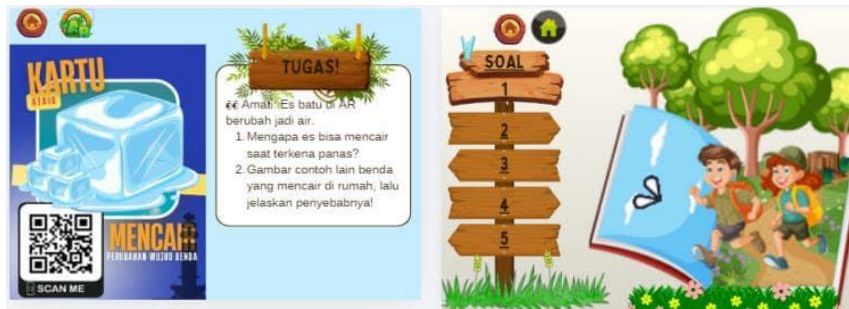 KARTU
AJAIB
MENCAIR
PERUBAHAN WUJUD BENDA
SCAN ME
TUGAS!
Amati: Es batu di AR
berubah jadi air.
1. Mengapa es bisa mencair
saat terkena panas?
2. Gambar contoh lain benda
yang mencair di rumah, lalu
jelaskan penyebabnya!
SOAL
1
2
3
4
5